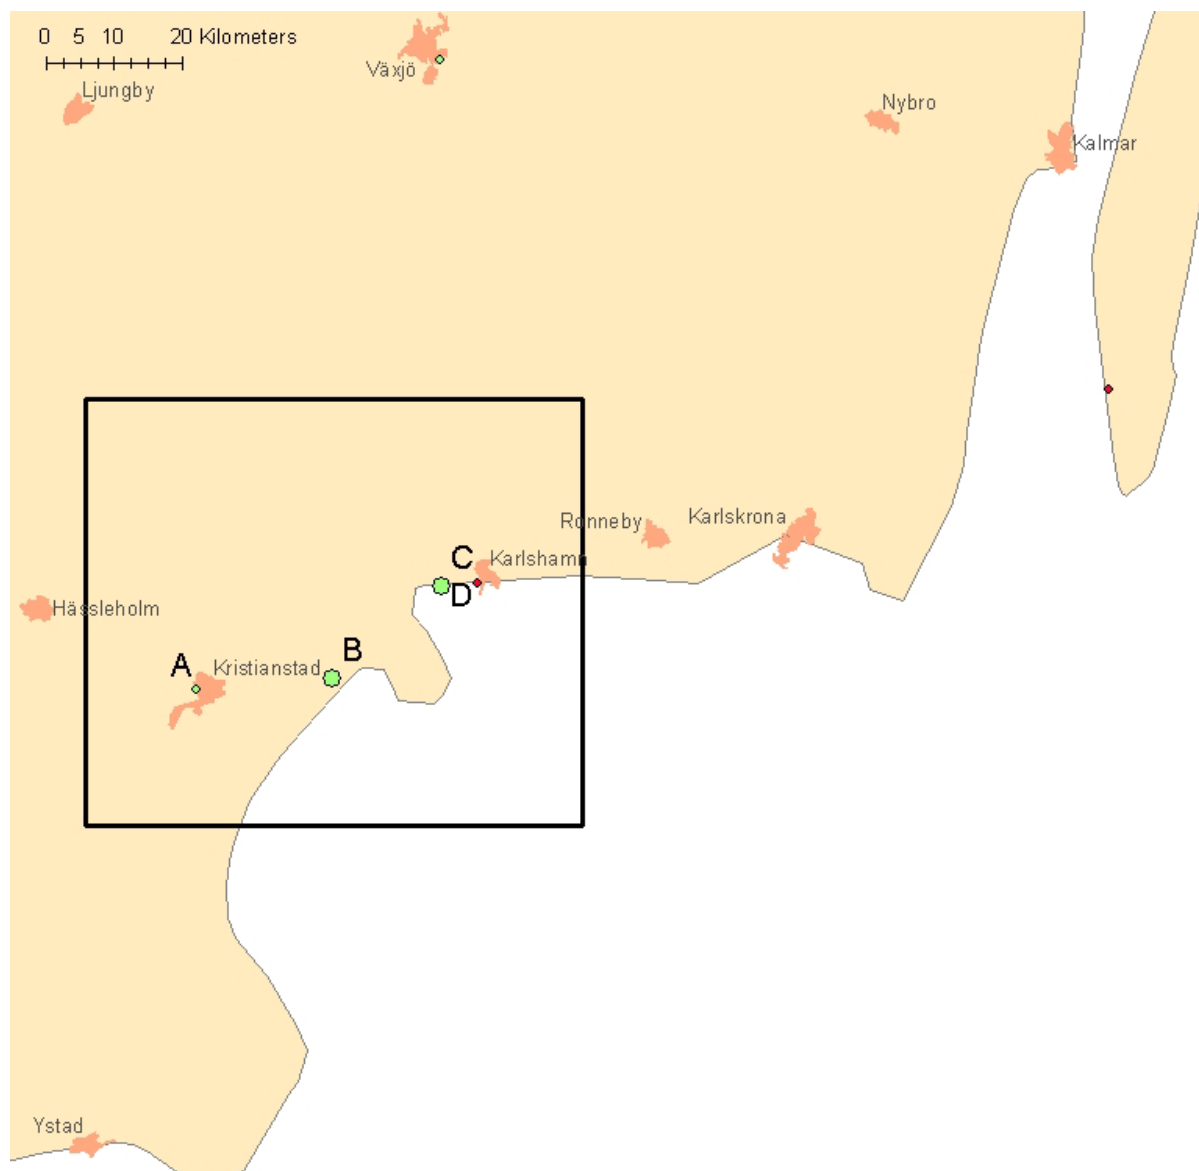 0 5 10 20 Kilometers
Växjö
Ljungby
Nybro
Kalmar
Ronneby
Karlskrona
C
Karlshamn
D
Hässleholm
B
A
Kristianstad
Ystad